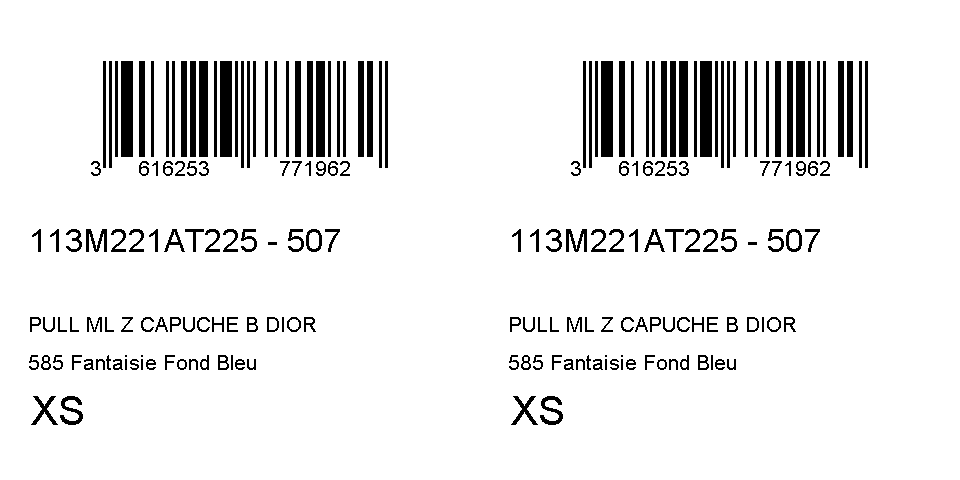 3 616253 771962
113M221AT225 - 507
PULL ML Z CAPUCHE B DIOR
585 Fantaisie Fond Bleu
XS
3 616253 771962
113M221AT225 - 507
PULL ML Z CAPUCHE B DIOR
585 Fantaisie Fond Bleu
XS